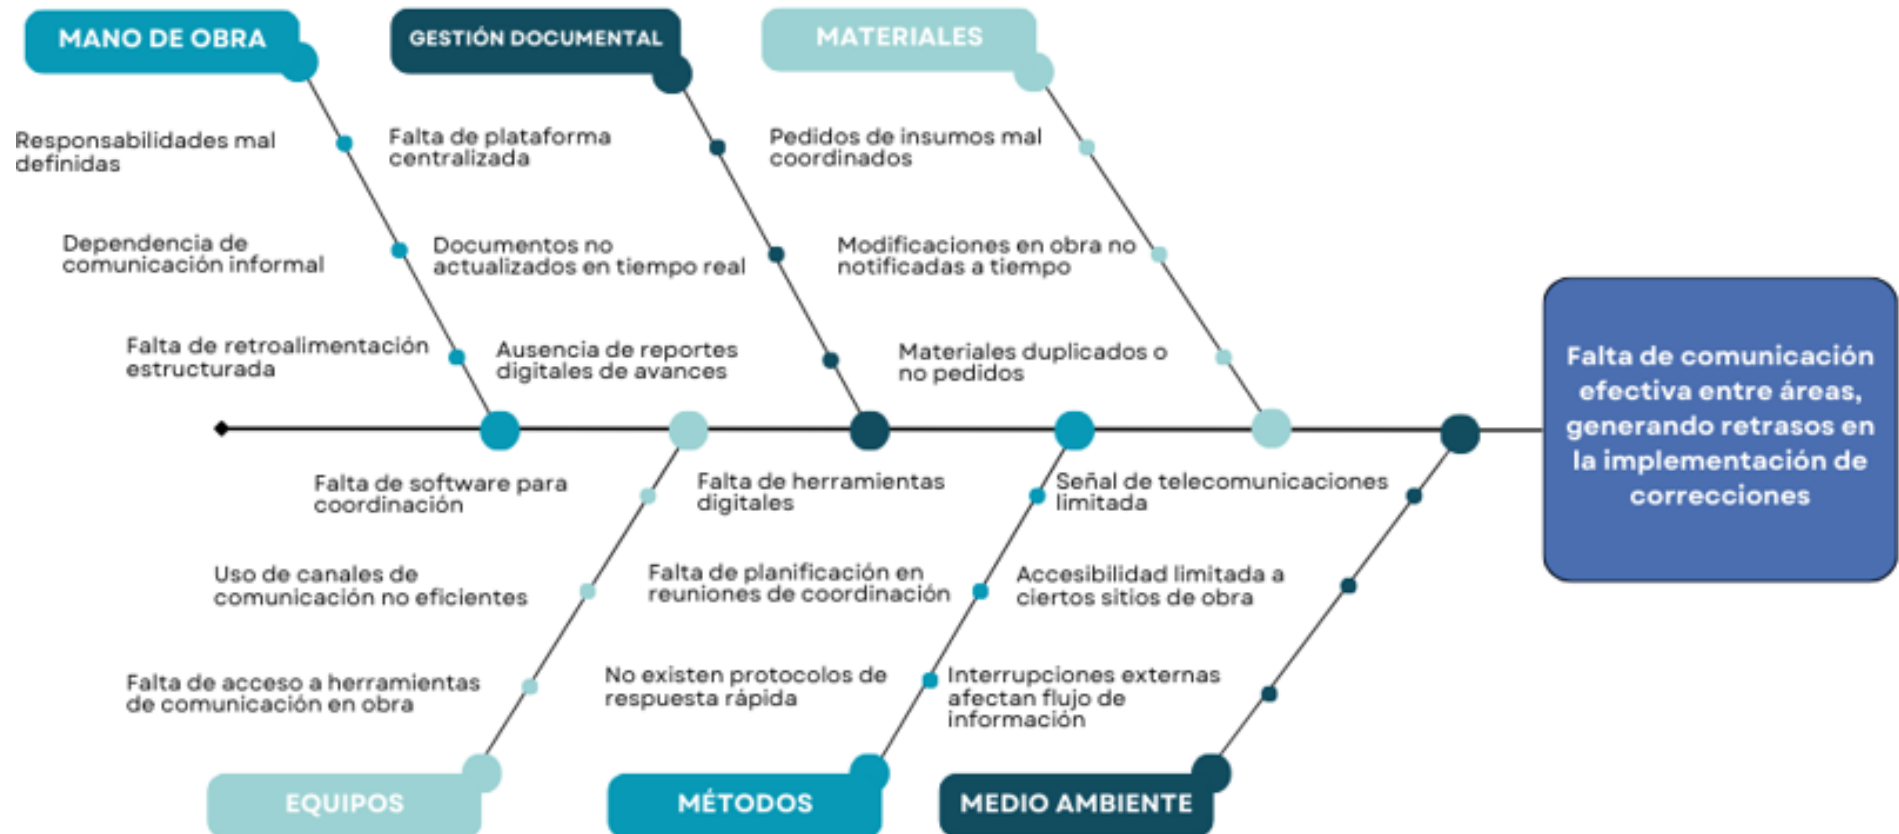 MANO DE OBRA
GESTIÓN DOCUMENTAL
MATERIALES
Responsabilidades mal
definidas
Dependencia de
comunicación informal
Falta de retroalimentación
estructurada
Falta de plataforma
centralizada
Documentos no
actualizados en tiempo real
Ausencia de reportes
digitales de avances
Pedidos de insumos mal
coordinados
Modificaciones en obra no
notificadas a tiempo
Materiales duplicados o
no pedidos
Falta de comunicación
efectiva entre áreas,
generando retrasos en
la implementación de
correcciones
Falta de software para
coordinación
Uso de canales de
comunicación no eficientes
Falta de acceso a herramientas
de comunicación en obra
Falta de herramientas
digitales
Falta de planificación en
reuniones de coordinación
No existen protocolos de
respuesta rápida
Señal de telecomunicaciones
limitada
Accesibilidad limitada a
ciertos sitios de obra
Interrupciones externas
afectan flujo de
información
EQUIPOS
MÉTODOS
MEDIO AMBIENTE